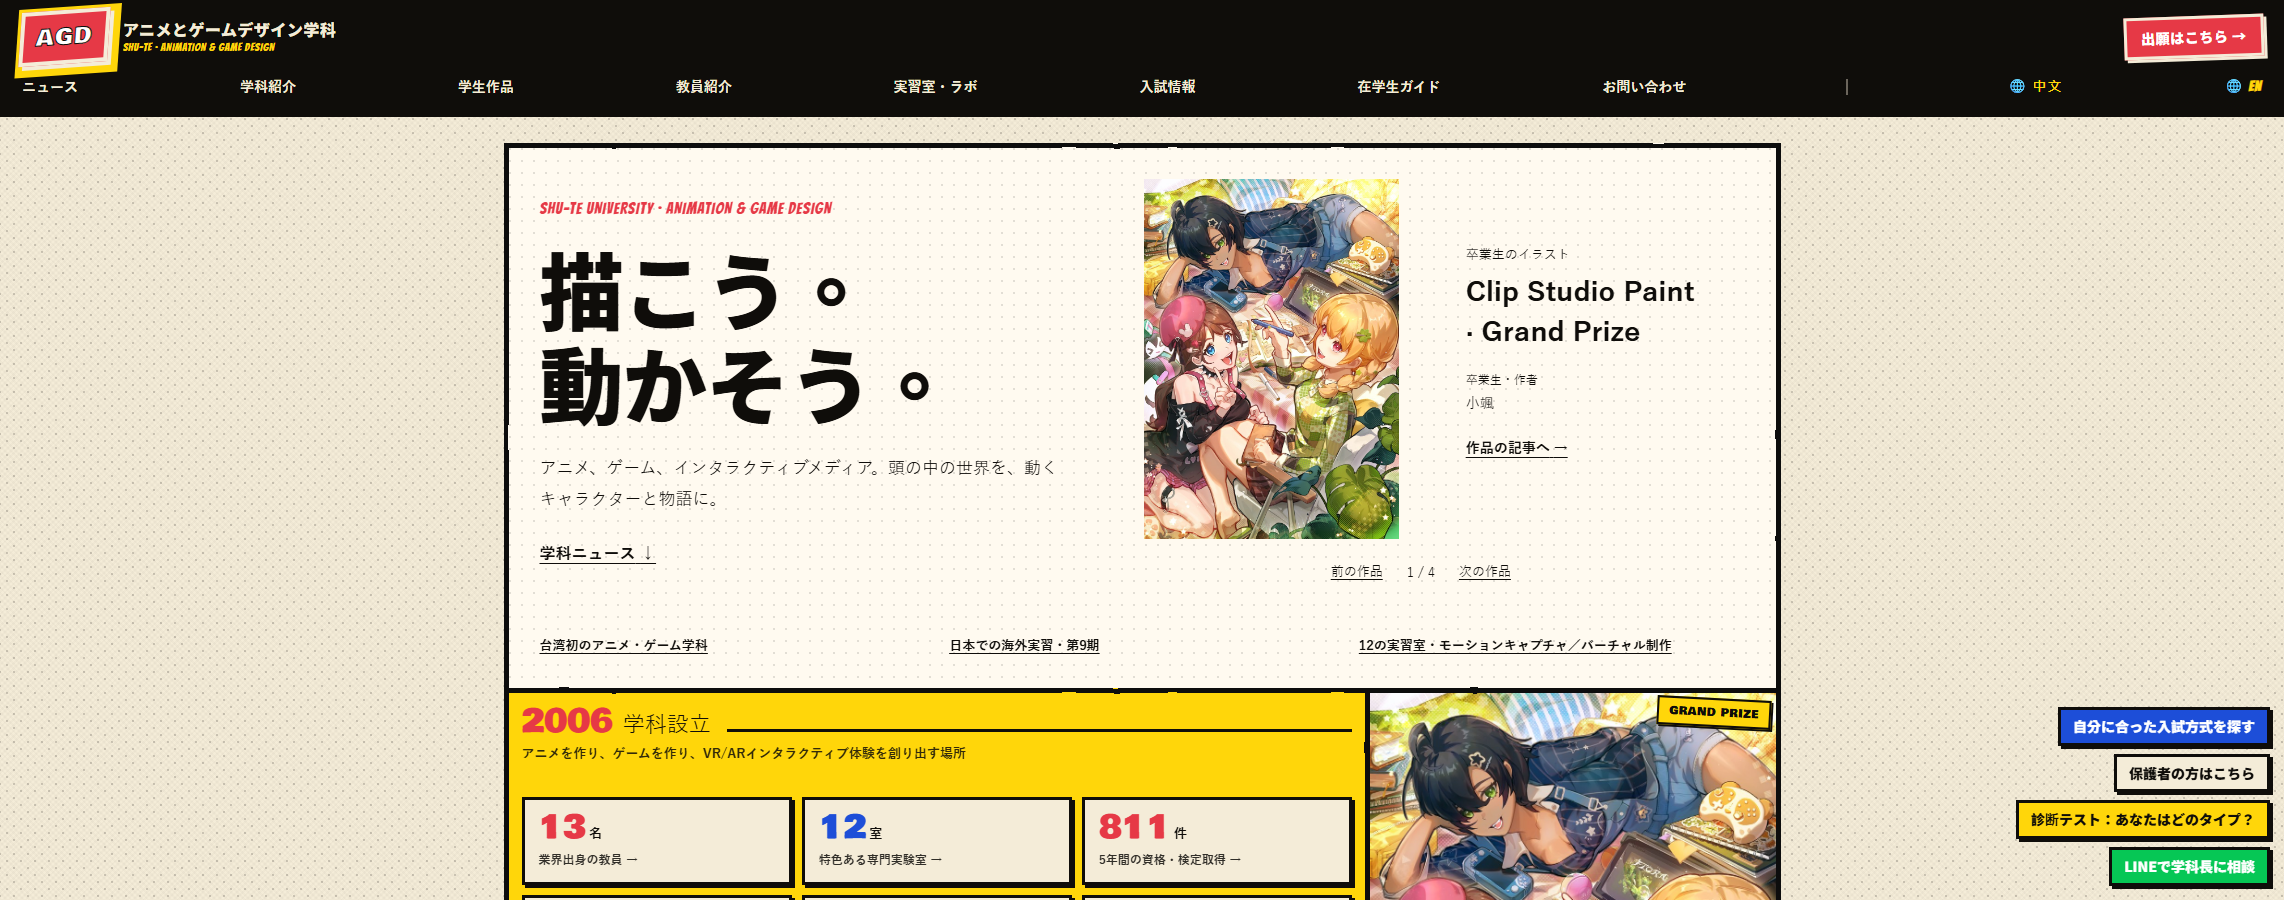 AGD
アニメとゲームデザイン学科
SHU-TE · ANIMATION & GAME DESIGN
出願はこちら →
ニュース
学科紹介
学生作品
教員紹介
実習室・ラボ
入試情報
在学生ガイド
お問い合わせ
中文
EN
SHU-TE UNIVERSITY · ANIMATION & GAME DESIGN
描こう。
動かそう。
アニメ、ゲーム、インタラクティブメディア。頭の中の世界を、動く
キャラクターと物語に。
学科ニュース ↓
卒業生のイラスト
Clip Studio Paint
· Grand Prize
卒業生・作者
小颯
作品の記事へ →
前の作品
1 / 4
次の作品
台湾初のアニメ・ゲーム学科
日本での海外実習・第9期
12の実習室・モーションキャプチャ／バーチャル制作
2006 学科設立
アニメを作り、ゲームを作り、VR/ARインタラクティブ体験を創り出す場所
13名
業界出身の教員 →
12室
特色ある専門実験室 →
811 件
5年間の資格・検定取得 →
GRAND PRIZE
自分に合った入試方式を探す
保護者の方はこちら
診断テスト：あなたはどのタイプ？
LINEで学科長に相談